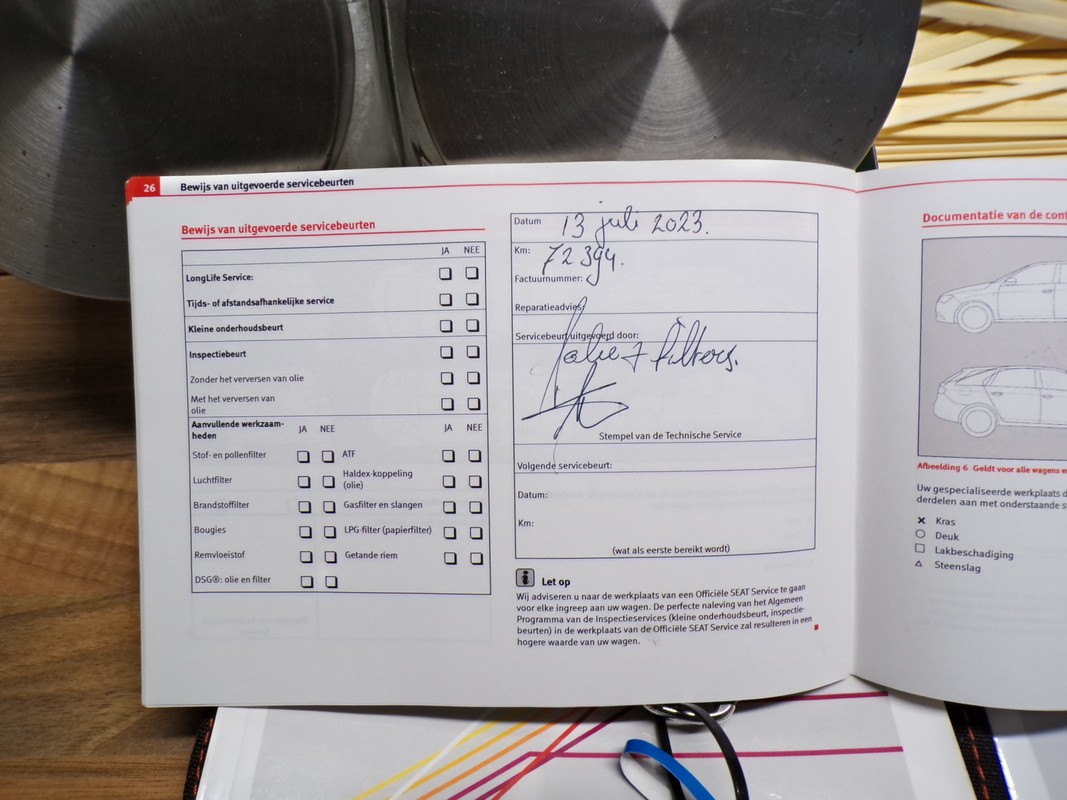 26 Bewijs van uitgevoerde servicebeurten
Bewijs van uitgevoerde servicebeurten
JA NEE
LongLife Service:
Tijds- of afstandsafhankelijke service
Kleine onderhoudsbeurt
Inspectiebeurt
Zonder het verversen van olie
Met het verversen van
olie
Aanvullende werkzaam-
heden
JA NEE JA NEE
Stof- en pollenfilter ATF
Luchtfilter Haldex-koppeling
(olie)
Brandstoffilter Gasfilter en slangen
Bougies LPG-filter (papierfilter)
Remvloeistof Getande riem
DSG®: olie en filter
Datum 13 juli 2023.
Km: 72394.
Factuurnummer:
Reparatieadvies:
Servicebeurt uitgevoerd door:
olie + filters.
Stempel van de Technische Service
Volgende servicebeurt:
Datum:
Km:
(wat als eerste bereikt wordt)
Let op
Wij adviseren u naar de werkplaats van een Officiële SEAT Service te gaan
voor elke ingreep aan uw wagen. De perfecte naleving van het Algemeen
Programma van de Inspectieservices (kleine onderhoudsbeurt, inspectie-
beurten) in de werkplaats van de Officiële SEAT Service zal resulteren in een
hogere waarde van uw wagen.
Documentatie van de
Afbeelding 6 Geldt voor alle wagens
Uw gespecialiseerde werkplaats
derdelen aan met onderstaande
Kras
Deuk
Lakbeschadiging
Steenslag